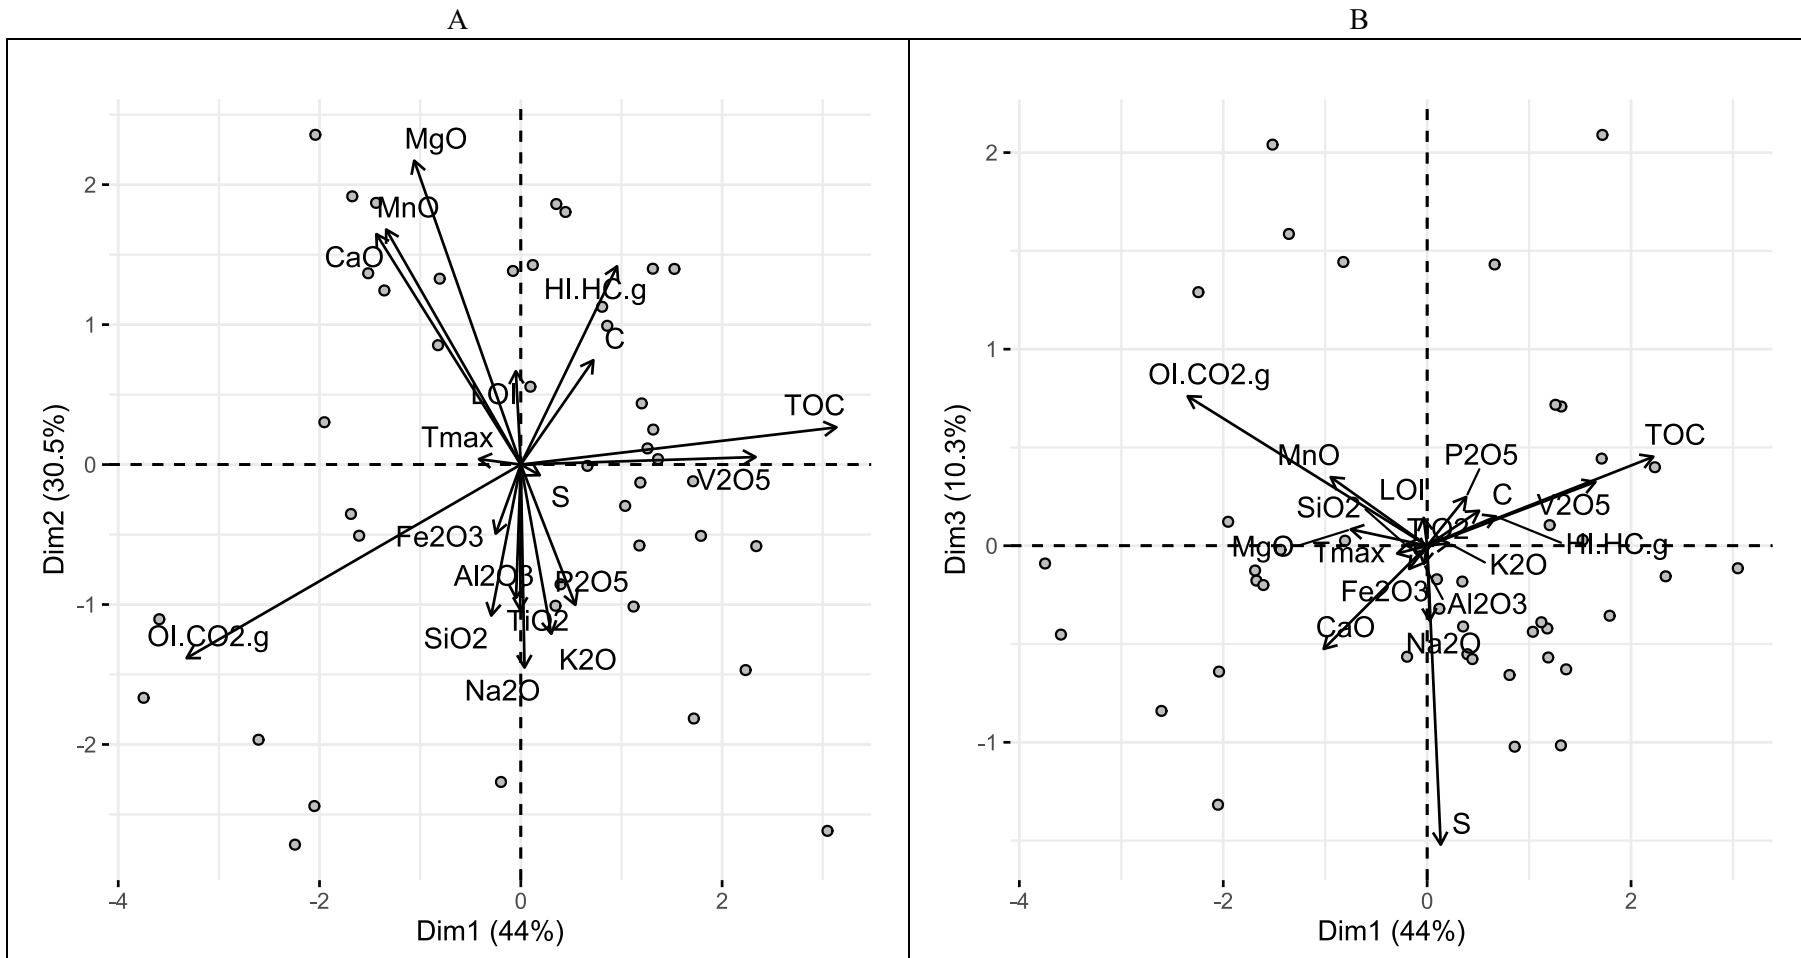 A
B
MgO
MnO
CaO
HI.HC.g
C
LOI
TOC
Tmax
V2O5
S
Fe2O3
Al2O3
P2O5
TiO2
SiO2
K2O
OI.CO2.g
Na2O
2
1
0
-1
-2
-4
-2
0
2
Dim1 (44%)
Dim2 (30.5%)
OI.CO2.g
TOC
MnO
P2O5
LOI
C
SiO2
V2O5
TiO2
MgO
Tmax
HI.HC.g
K2O
Fe2O3
Al2O3
CaO
Na2O
S
2
1
0
-1
-4
-2
0
2
Dim1 (44%)
Dim3 (10.3%)